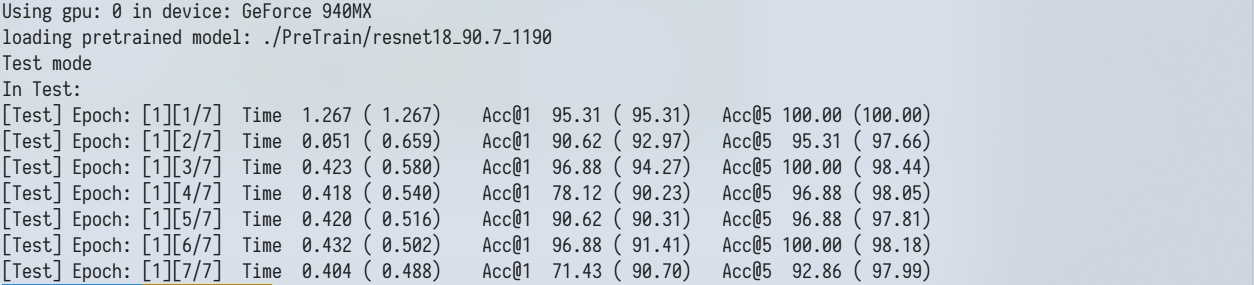 Using gpu: 0 in device: GeForce 940MX
loading pretrained model: ./PreTrain/resnet18_90.7_1190
Test mode
In Test:
[Test] Epoch: [1][1/7]  Time  1.267 ( 1.267)    Acc@1  95.31 ( 95.31)   Acc@5 100.00 (100.00)
[Test] Epoch: [1][2/7]  Time  0.051 ( 0.659)    Acc@1  90.62 ( 92.97)   Acc@5  95.31 ( 97.66)
[Test] Epoch: [1][3/7]  Time  0.423 ( 0.580)    Acc@1  96.88 ( 94.27)   Acc@5 100.00 ( 98.44)
[Test] Epoch: [1][4/7]  Time  0.418 ( 0.540)    Acc@1  78.12 ( 90.23)   Acc@5  96.88 ( 98.05)
[Test] Epoch: [1][5/7]  Time  0.420 ( 0.516)    Acc@1  90.62 ( 90.31)   Acc@5  96.88 ( 97.81)
[Test] Epoch: [1][6/7]  Time  0.432 ( 0.502)    Acc@1  96.88 ( 91.41)   Acc@5 100.00 ( 98.18)
[Test] Epoch: [1][7/7]  Time  0.404 ( 0.488)    Acc@1  71.43 ( 90.70)   Acc@5  92.86 ( 97.99)